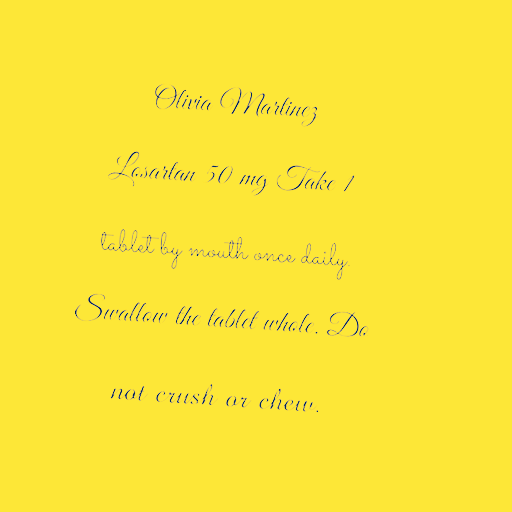 Olivia Martinez
Losartan 50 mg Take 1
tablet by mouth once daily.
Swallow the tablet whole. Do
not crush or chew.